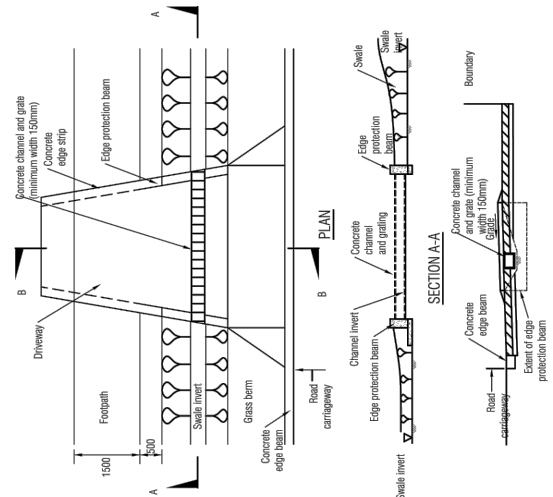 A
A
B
B
Concrete channel and grate
(minimum width 150mm)
Concrete
edge strip
Edge protection beam
Driveway
Footpath
Swale invert
Grass berm
Concrete
edge beam
Road
carriageway
1500
500
PLAN
Swale
invert
Swale
Edge
protection
beam
Concrete
channel
and grating
Channel invert
Edge protection beam
Swale invert
SECTION A-A
Boundary
Concrete channel
and grate (minimum
width 150mm)
Grade
Concrete
edge beam
Road
carriageway
Extent of edge
protection beam